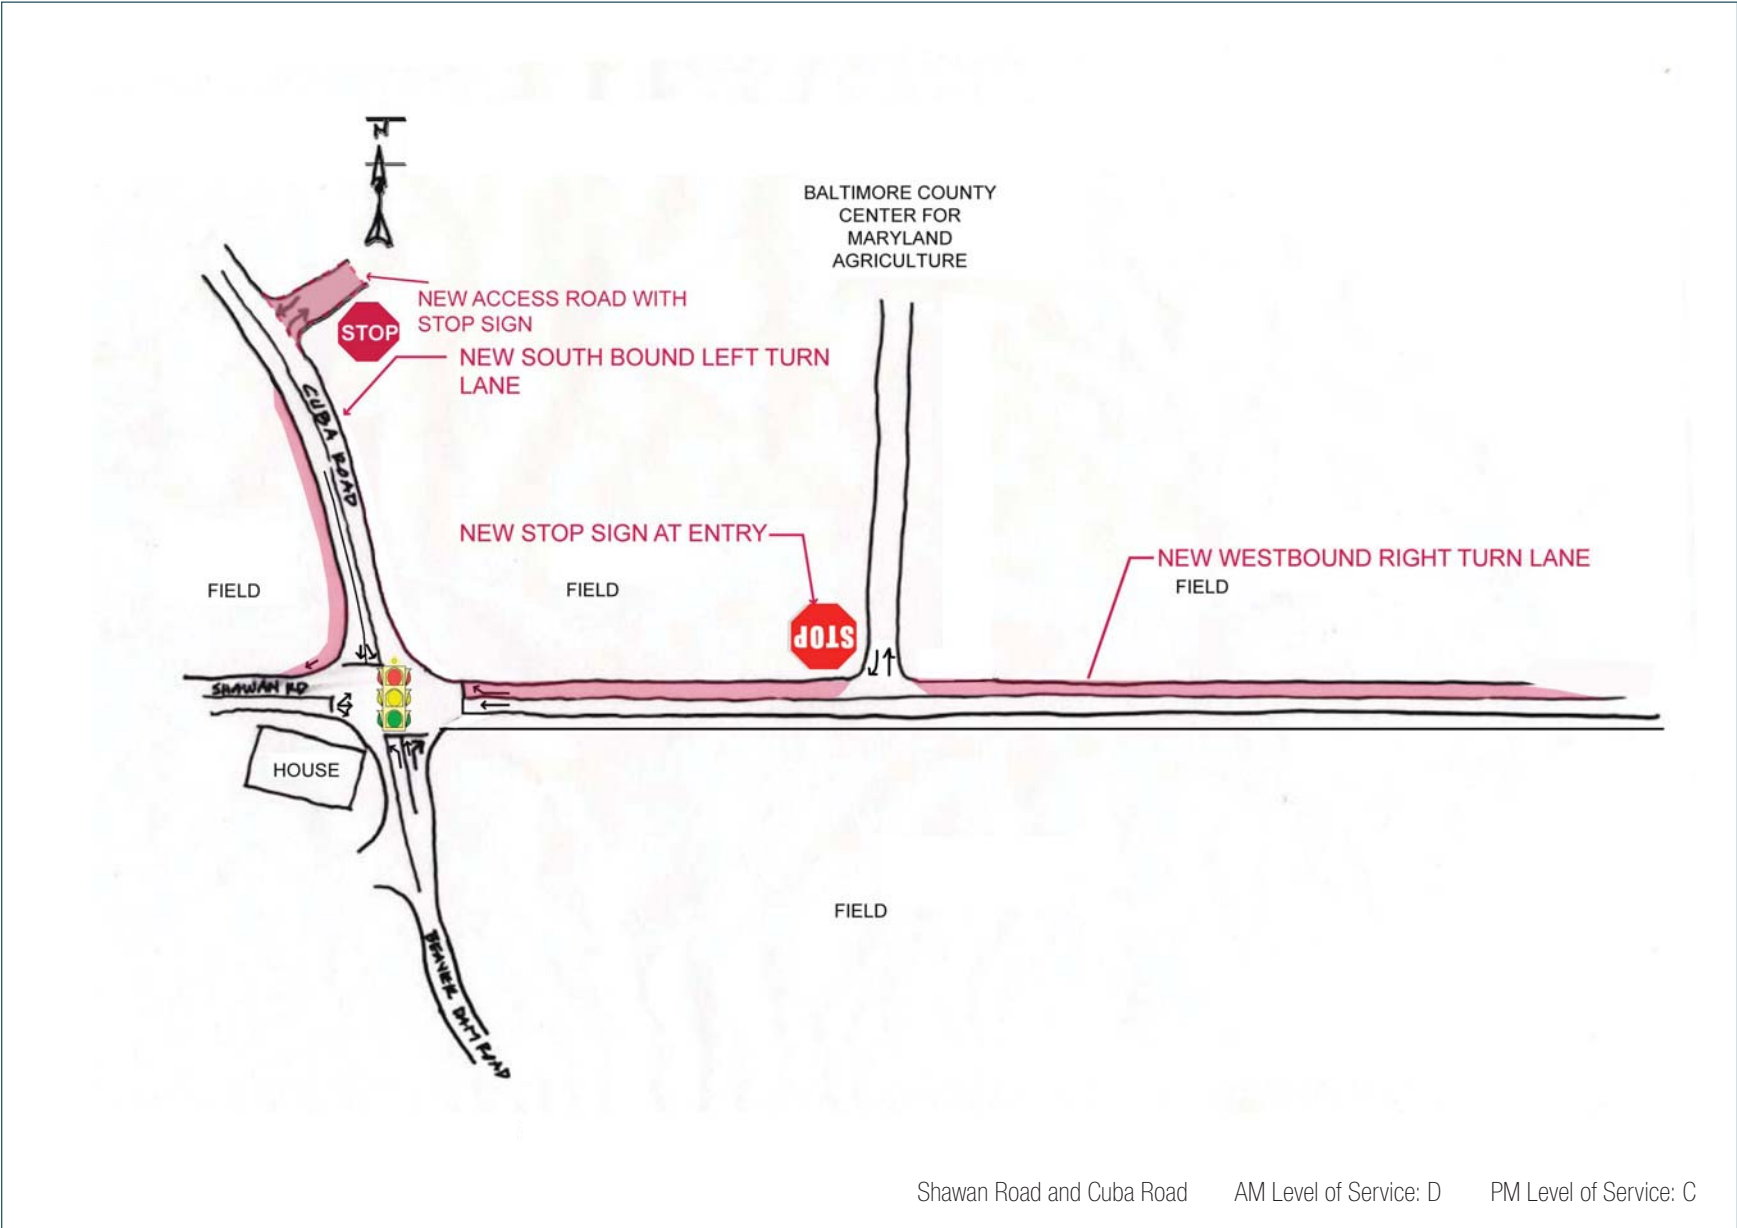 N
BALTIMORE COUNTY
CENTER FOR
MARYLAND
AGRICULTURE
NEW ACCESS ROAD WITH
STOP SIGN
STOP
NEW SOUTH BOUND LEFT TURN
LANE
CUBA ROAD
NEW STOP SIGN AT ENTRY
NEW WESTBOUND RIGHT TURN LANE
FIELD
FIELD
FIELD
STOP
SHAWAN RD
HOUSE
FIELD
BEAVER DAM ROAD
Shawan Road and Cuba Road AM Level of Service: D PM Level of Service: C